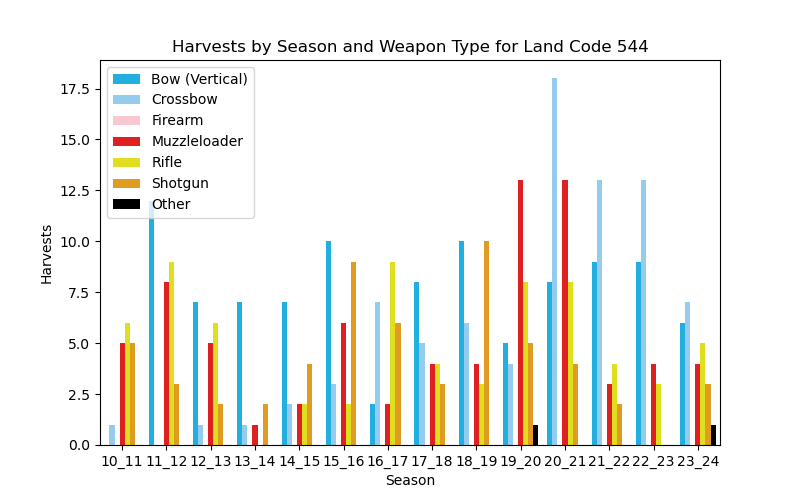 Harvests by Season and Weapon Type for Land Code 544
Bow (Vertical)
Crossbow
Firearm
Muzzleloader
Rifle
Shotgun
Other
17.5
15.0
12.5
10.0
7.5
5.0
2.5
0.0
Harvests
10_11 11_12 12_13 13_14 14_15 15_16 16_17 17_18 18_19 19_20 20_21 21_22 22_23 23_24
Season